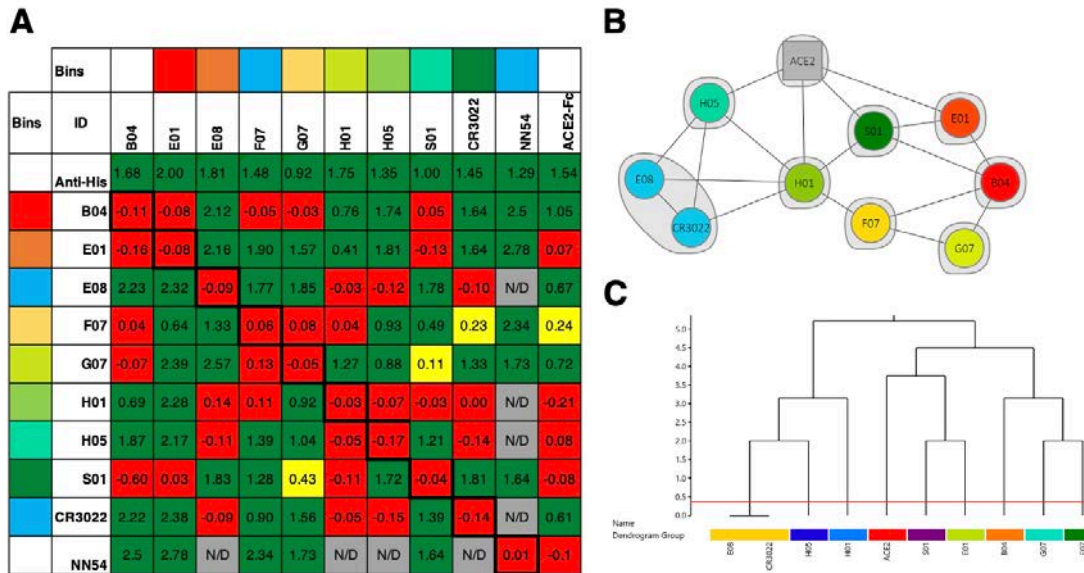 A
Bins
Bins ID B04 E01 E08 F07 G07 H01 H05 S01 CR3022 NN54 ACE2-Fc
Anti-His 1.68 2.00 1.81 1.48 0.92 1.75 1.35 1.00 1.45 1.29 1.54
B04 -0.11 -0.08 2.12 -0.05 -0.03 0.76 1.74 0.05 1.64 2.5 1.05
E01 -0.16 -0.08 2.16 1.90 1.57 0.41 1.81 -0.13 1.64 2.78 0.07
E08 2.23 2.32 -0.09 1.77 1.85 -0.03 -0.12 1.78 -0.10 N/D 0.67
F07 0.04 0.64 1.33 0.06 0.08 0.04 0.93 0.49 0.23 2.34 0.24
G07 -0.07 2.39 2.57 0.13 -0.05 1.27 0.88 0.11 1.33 1.73 0.72
H01 0.69 2.28 0.14 0.11 0.92 -0.03 -0.07 -0.03 0.00 N/D -0.21
H05 1.87 2.17 -0.11 1.39 1.04 -0.05 -0.17 1.21 -0.14 N/D 0.08
S01 -0.60 0.03 1.83 1.28 0.43 -0.11 1.72 -0.04 1.81 1.64 -0.08
CR3022 2.22 2.38 -0.09 0.90 1.56 -0.05 -0.15 1.39 -0.14 N/D 0.61
NN54 2.5 2.78 N/D 2.34 1.73 N/D N/D 1.64 N/D 0.01 -0.1
B
ACE2
H05
S01
E01
E08
H01
B04
CR3022
F07
G07
C
5.0
4.5
4.0
3.5
3.0
2.5
2.0
1.5
1.0
0.5
0.0
Name
Dendrogram Group
E08 CR3022 H05 H01 ACE2 S01 E01 B04 G07 F07